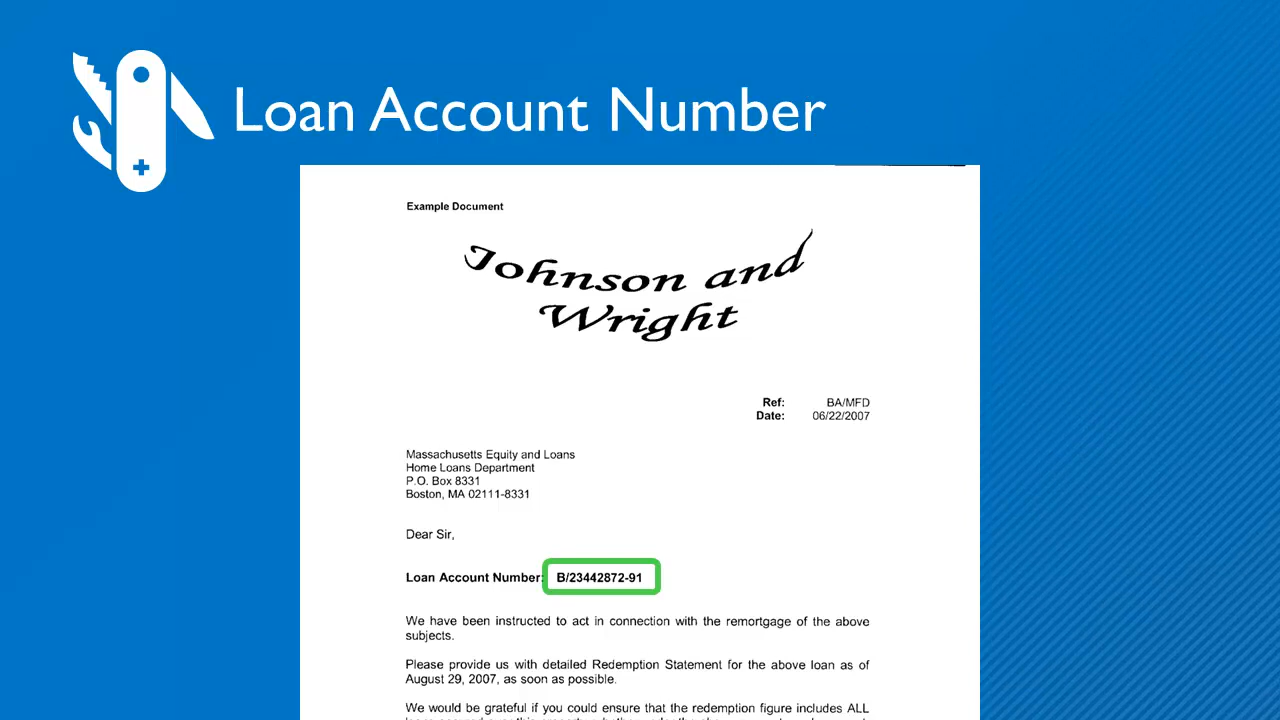 Loan Account Number
Example Document
Johnson and
Wright
Ref: BA/MFD
Date: 06/22/2007
Massachusetts Equity and Loans
Home Loans Department
P.O. Box 8331
Boston, MA 02111-8331
Dear Sir,
Loan Account Number: B/23442872-91
We have been instructed to act in connection with the remortgage of the above
subjects.
Please provide us with detailed Redemption Statement for the above loan as of
August 29, 2007, as soon as possible.
We would be grateful if you could ensure that the redemption figure includes ALL